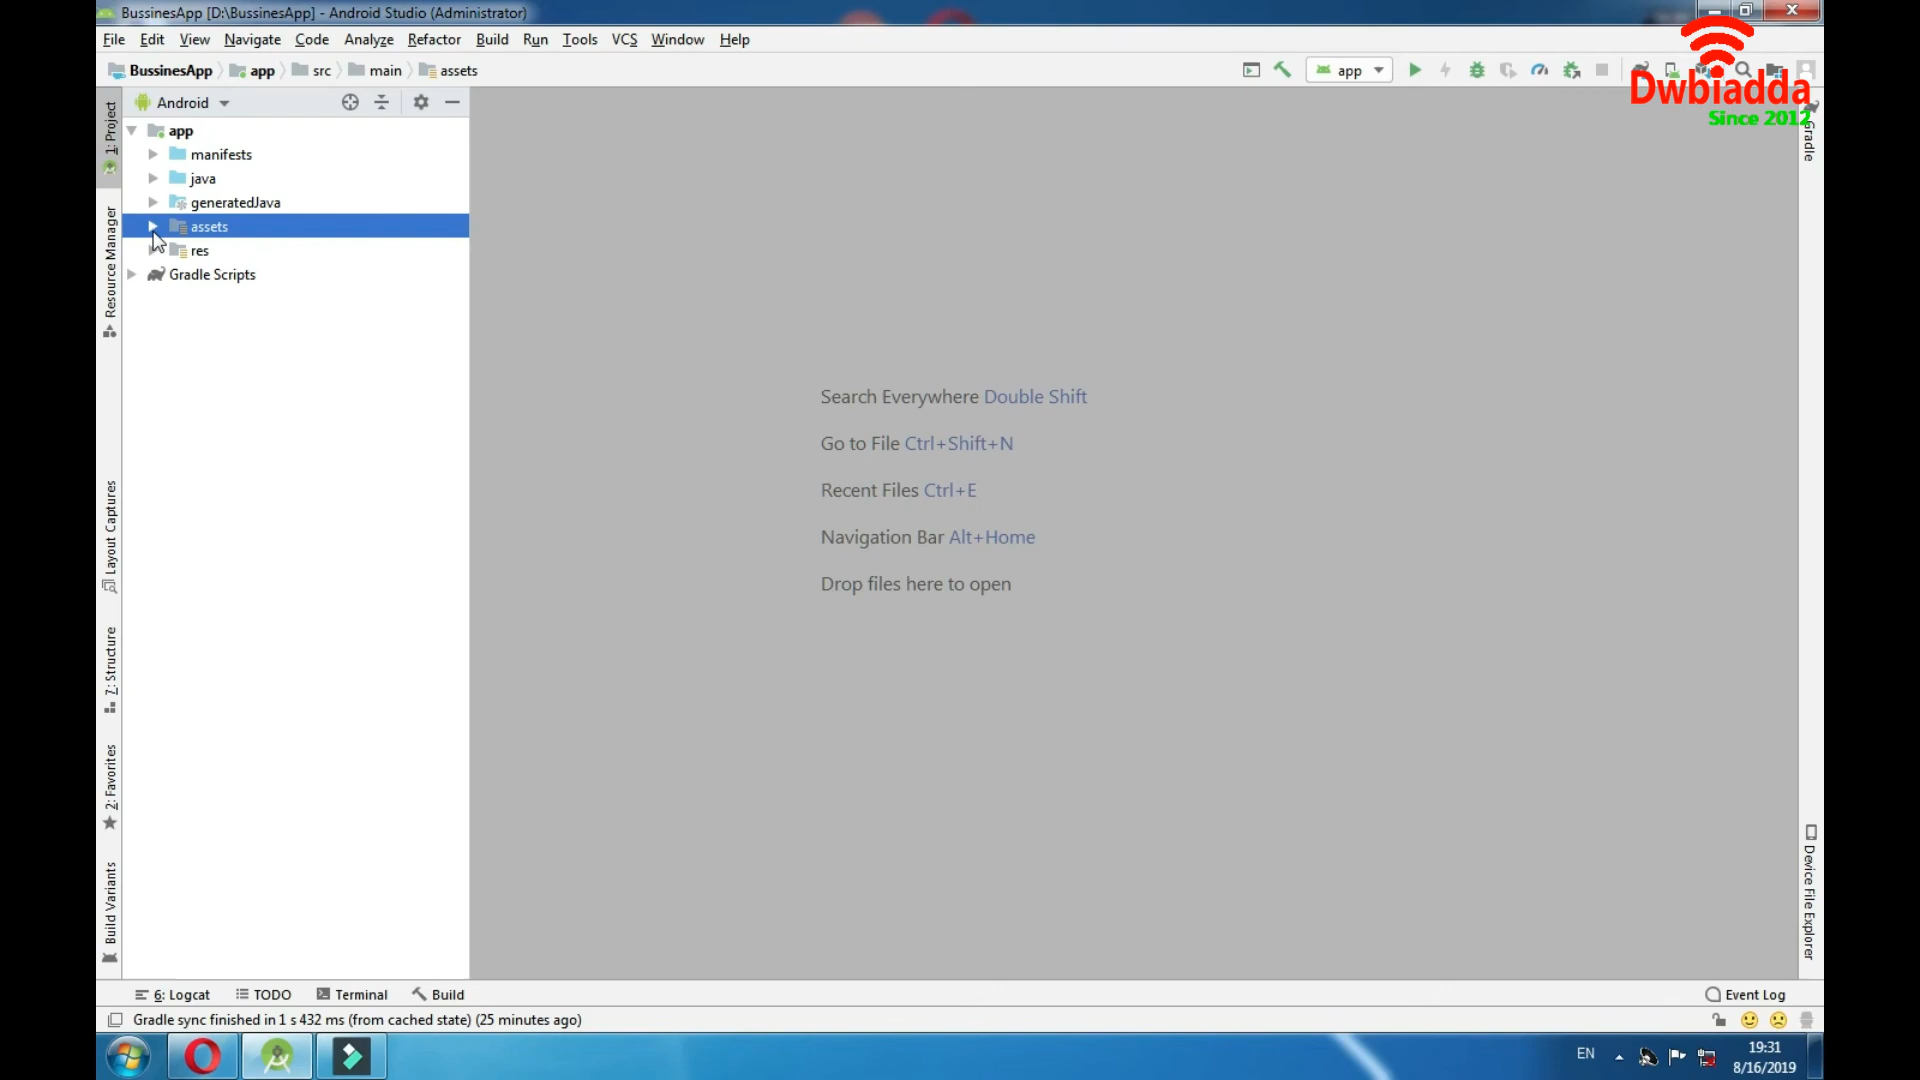 BussinesApp [D:\BussinesApp] - Android Studio (Administrator)
File Edit View Navigate Code Analyze Refactor Build Run Tools VCS Window Help
BussinesApp app src main assets
app
Dwbiadda
Since 2012
Android
app
manifests
java
generatedJava
assets
res
Gradle Scripts
1: Project
Resource Manager
Layout Captures
7: Structure
2: Favorites
Build Variants
Gradle
Device File Explorer
Search Everywhere Double Shift
Go to File Ctrl+Shift+N
Recent Files Ctrl+E
Navigation Bar Alt+Home
Drop files here to open
6: Logcat TODO Terminal Build Event Log
Gradle sync finished in 1 s 432 ms (from cached state) (25 minutes ago)
EN
19:31
8/16/2019